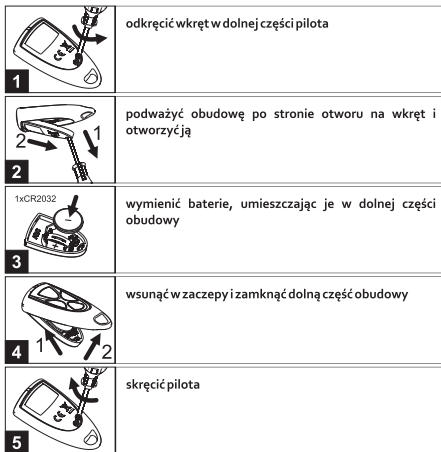 odkręcić wkręt w dolnej części pilota
1
podważyć obudowę po stronie otworu na wkręt i
otworzyć ją
2
1
2
1xCR2032
wymienić baterie, umieszczając je w dolnej części
obudowy
3
wsunąć w zaczepy i zamknąć dolną część obudowy
1
2
4
skręcić pilota
5